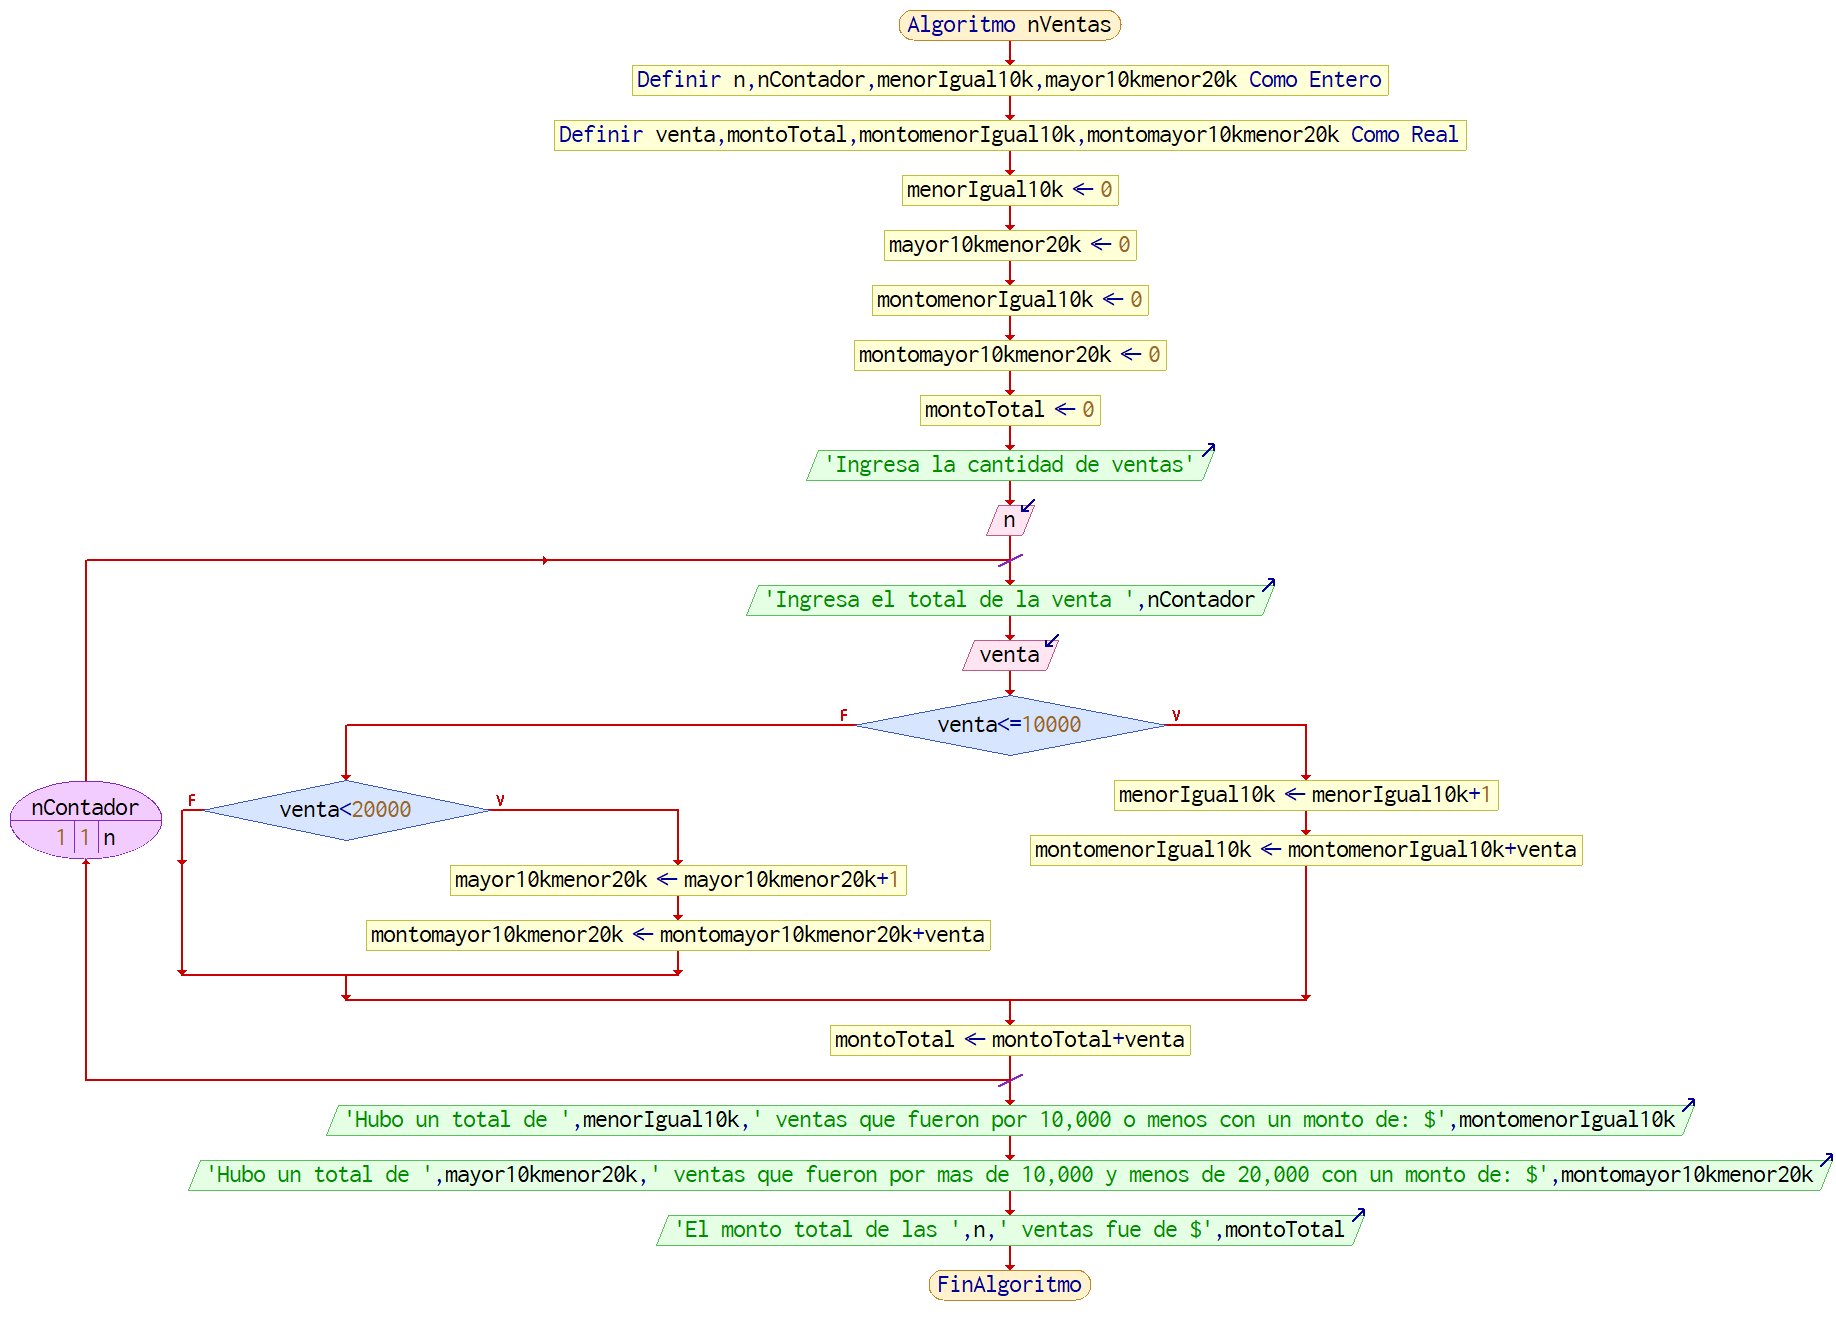 Algoritmo nVentas
Definir n,nContador,menorIgual10k,mayor10kmenor20k Como Entero
Definir venta,montoTotal,montomenorIgual10k,montomayor10kmenor20k Como Real
menorIgual10k ← 0
mayor10kmenor20k ← 0
montomenorIgual10k ← 0
montomayor10kmenor20k ← 0
montoTotal ← 0
'Ingresa la cantidad de ventas'
n
'Ingresa el total de la venta ',nContador
venta
F
venta<=10000
V
nContador
1 1 n
F
venta<20000
V
menorIgual10k ← menorIgual10k+1
montomenorIgual10k ← montomenorIgual10k+venta
mayor10kmenor20k ← mayor10kmenor20k+1
montomayor10kmenor20k ← montomayor10kmenor20k+venta
montoTotal ← montoTotal+venta
'Hubo un total de ',menorIgual10k,' ventas que fueron por 10,000 o menos con un monto de: $',montomenorIgual10k
'Hubo un total de ',mayor10kmenor20k,' ventas que fueron por mas de 10,000 y menos de 20,000 con un monto de: $',montomayor10kmenor20k
'El monto total de las ',n,' ventas fue de $',montoTotal
FinAlgoritmo